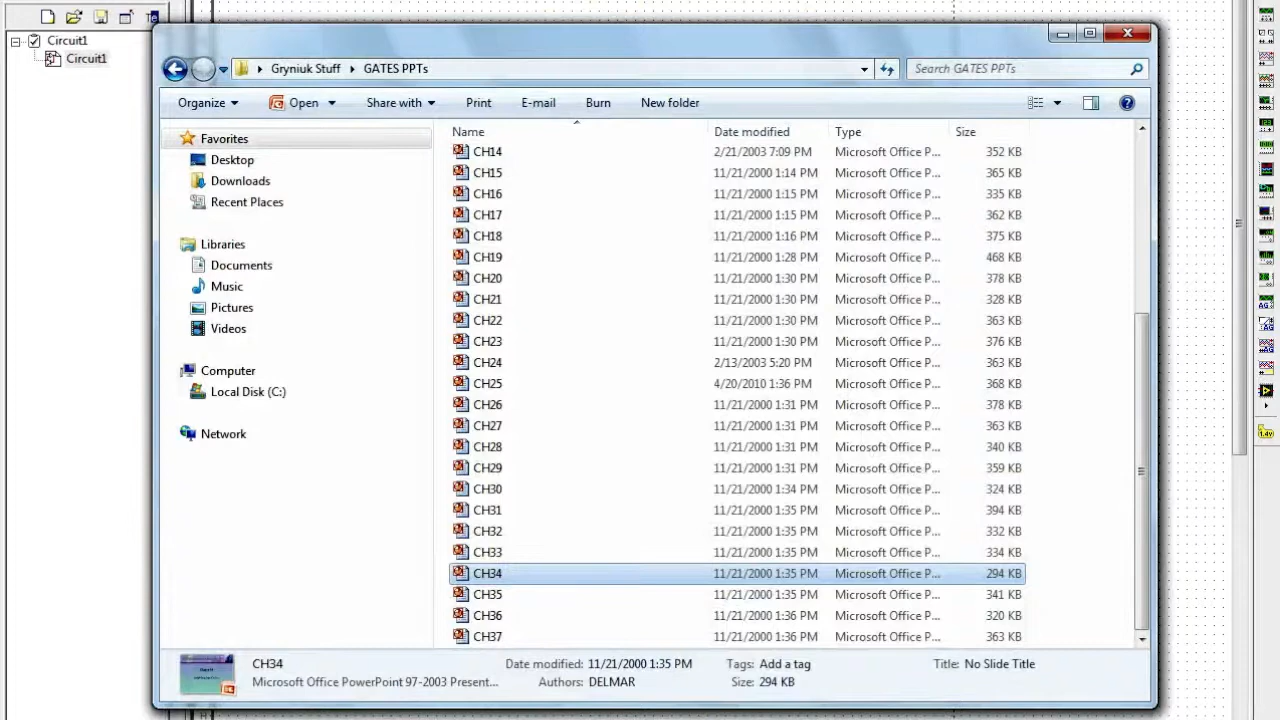 Circuit1
Circuit1
Gryniuk Stuff GATES PPTs
Search GATES PPTs
Organize Open Share with Print E-mail Burn New folder
Favorites
Desktop
Downloads
Recent Places
Libraries
Documents
Music
Pictures
Videos
Computer
Local Disk (C:)
Network
Name Date modified Type Size
CH14 2/21/2003 7:09 PM Microsoft Office P... 352 KB
CH15 11/21/2000 1:14 PM Microsoft Office P... 365 KB
CH16 11/21/2000 1:15 PM Microsoft Office P... 335 KB
CH17 11/21/2000 1:15 PM Microsoft Office P... 362 KB
CH18 11/21/2000 1:16 PM Microsoft Office P... 375 KB
CH19 11/21/2000 1:28 PM Microsoft Office P... 468 KB
CH20 11/21/2000 1:30 PM Microsoft Office P... 378 KB
CH21 11/21/2000 1:30 PM Microsoft Office P... 328 KB
CH22 11/21/2000 1:30 PM Microsoft Office P... 363 KB
CH23 11/21/2000 1:30 PM Microsoft Office P... 376 KB
CH24 2/13/2003 5:20 PM Microsoft Office P... 363 KB
CH25 4/20/2010 1:36 PM Microsoft Office P... 368 KB
CH26 11/21/2000 1:31 PM Microsoft Office P... 378 KB
CH27 11/21/2000 1:31 PM Microsoft Office P... 363 KB
CH28 11/21/2000 1:31 PM Microsoft Office P... 340 KB
CH29 11/21/2000 1:31 PM Microsoft Office P... 359 KB
CH30 11/21/2000 1:34 PM Microsoft Office P... 324 KB
CH31 11/21/2000 1:35 PM Microsoft Office P... 394 KB
CH32 11/21/2000 1:35 PM Microsoft Office P... 332 KB
CH33 11/21/2000 1:35 PM Microsoft Office P... 334 KB
CH34 11/21/2000 1:35 PM Microsoft Office P... 294 KB
CH35 11/21/2000 1:35 PM Microsoft Office P... 341 KB
CH36 11/21/2000 1:36 PM Microsoft Office P... 320 KB
CH37 11/21/2000 1:36 PM Microsoft Office P... 363 KB
CH34 Date modified: 11/21/2000 1:35 PM Tags: Add a tag Title: No Slide Title
Microsoft Office PowerPoint 97-2003 Present... Authors: DELMAR Size: 294 KB
AG
1.4v